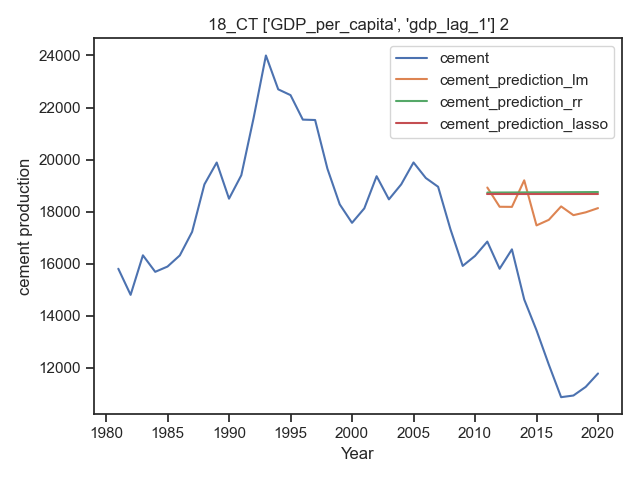 18_CT ['GDP_per_capita', 'gdp_lag_1'] 2
cement
cement_prediction_lm
cement_prediction_rr
cement_prediction_lasso
cement production
24000
22000
20000
18000
16000
14000
12000
1980 1985 1990 1995 2000 2005 2010 2015 2020
Year